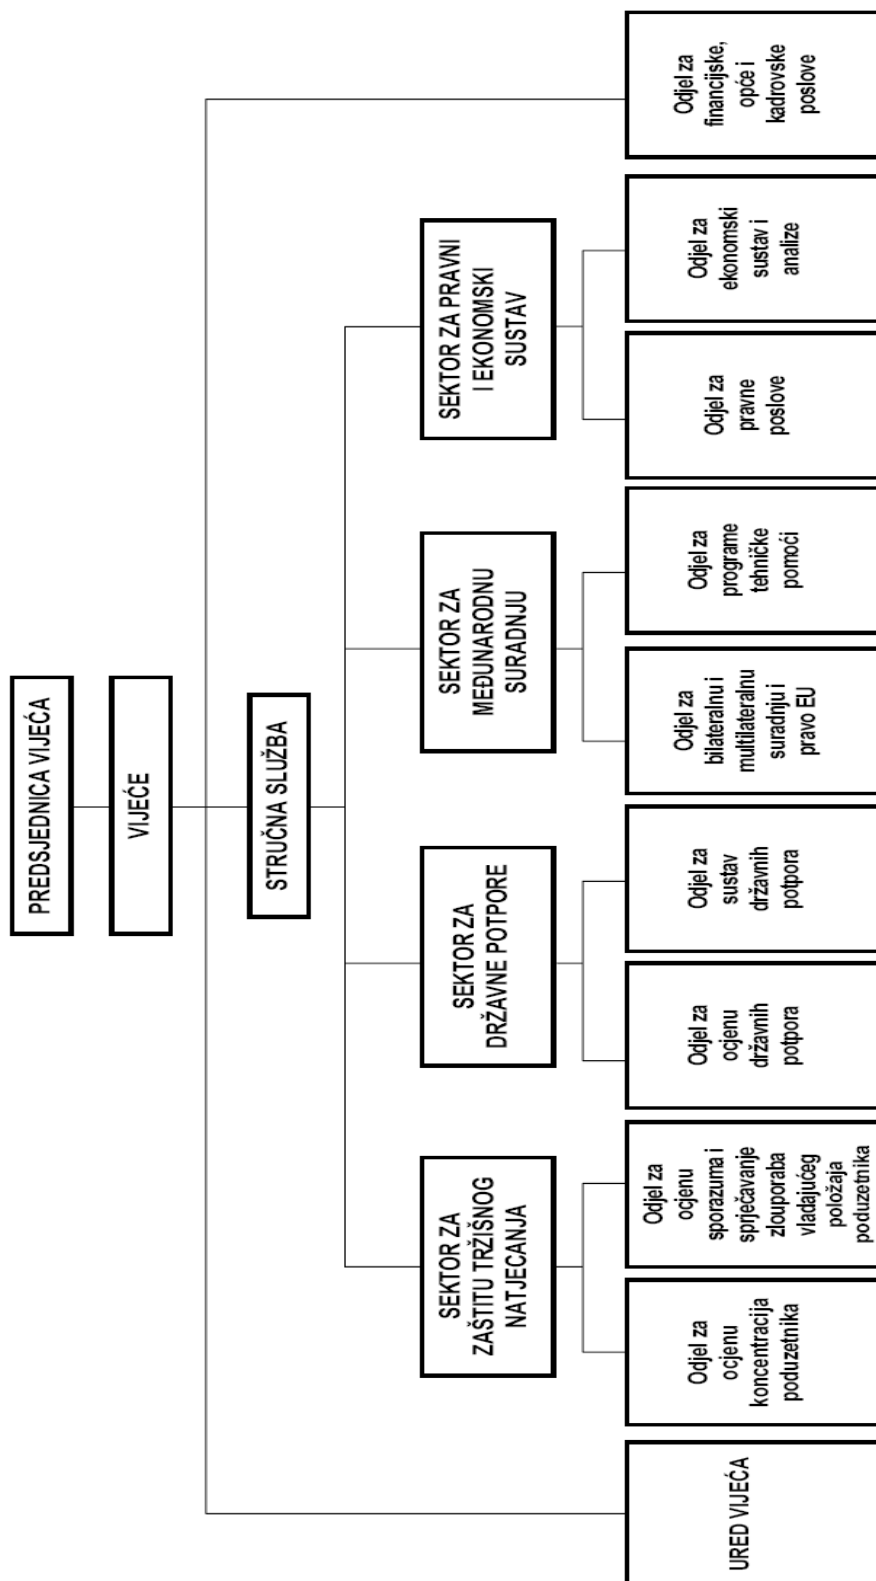 PREDSJEDNICA VIJEĆA
VIJEĆE
STRUČNA SLUŽBA
SEKTOR ZA
ZAŠTITU TRŽIŠNOG
NATJECANJA
SEKTOR ZA
DRŽAVNE POTPORE
SEKTOR ZA
MEĐUNARODNU
SURADNJU
SEKTOR ZA PRAVNI
I EKONOMSKI
SUSTAV
URED VIJEĆA
Odjel za
ocjenu
koncentracija
poduzetnika
Odjel za
ocjenu
sporazuma i
sprječavanje
zlouporaba
vladajućeg
položaja
poduzetnika
Odjel za
ocjenu
državnih
potpora
Odjel za
sustav
državnih
potpora
Odjel za
bilateralnu i
multilateralnu
suradnju i
pravo EU
Odjel za
programe
tehničke
pomoći
Odjel za
pravne
poslove
Odjel za
ekonomski
sustav i
analize
Odjel za
financijske,
opće i
kadrovske
poslove